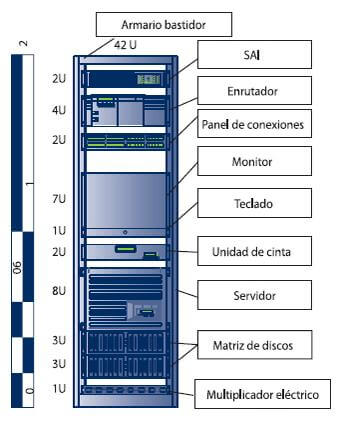 Armario bastidor
42 U
2
SAI
2U
Enrutador
4U
Panel de conexiones
2U
Monitor
1
7U
Teclado
1U
Unidad de cinta
2U
90
Servidor
8U
Matriz de discos
3U
3U
Multiplicador eléctrico
1U
0